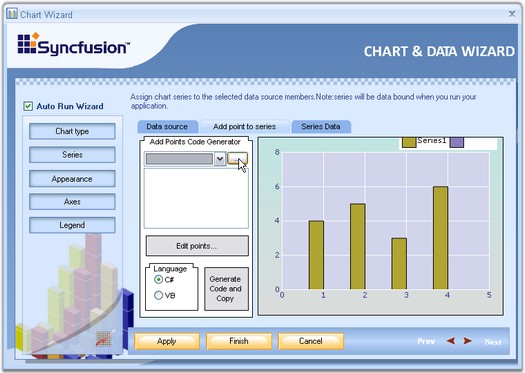 Chart Wizard
Syncfusion
CHART & DATA WIZARD
Assign chart series to the selected data source members.Note:series will be data bound when you run your
application.
Auto Run Wizard
Chart type
Series
Appearance
Axes
Legend
Data source
Add point to series
Series Data
Add Points Code Generator
...
Edit points...
Language
C#
VB
Generate
Code and
Copy
Series1
8
6
4
2
0
0 1 2 3 4 5
Apply
Finish
Cancel
Prev
Next